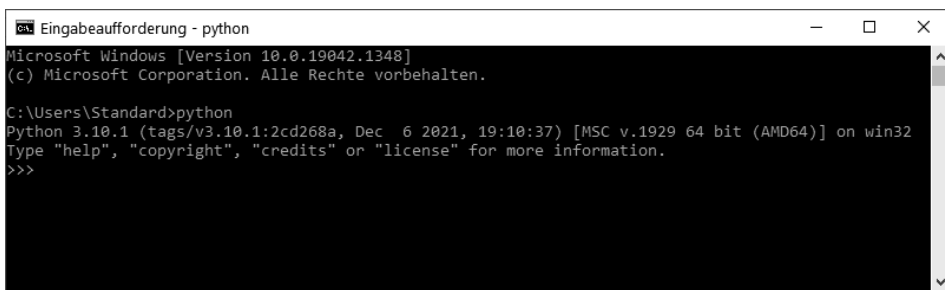 Eingabeaufforderung - python
Microsoft Windows [Version 10.0.19042.1348]
(c) Microsoft Corporation. Alle Rechte vorbehalten.
C:\Users\Standard>python
Python 3.10.1 (tags/v3.10.1:2cd268a, Dec  6 2021, 19:10:37) [MSC v.1929 64 bit (AMD64)] on win32
Type "help", "copyright", "credits" or "license" for more information.
>>>